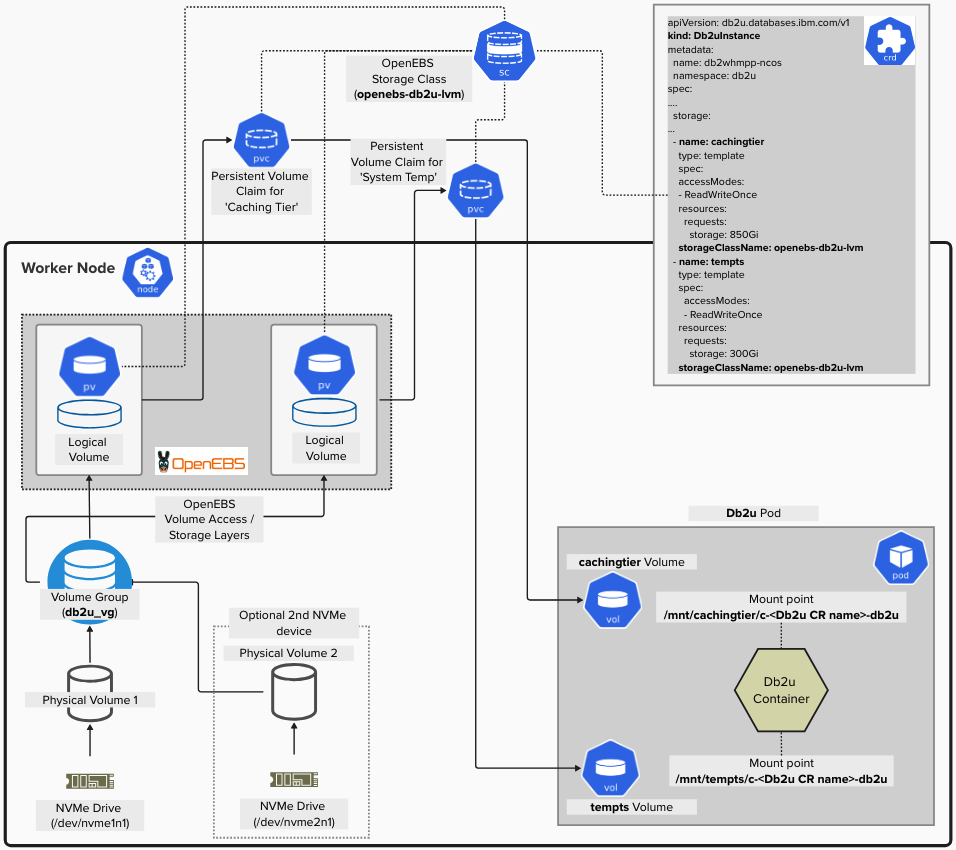 sc
OpenEBS
Storage Class
(openebs-db2u-lvm)
pvc
Persistent Volume
Claim for
'Caching Tier'
Persistent
Volume Claim for
'System Temp'
pvc
apiVersion: db2u.databases.ibm.com/v1
kind: Db2uInstance
metadata:
name: db2whmpp-ncos
namespace: db2u
spec:
....
storage:
...
- name: cachingtier
type: template
spec:
accessModes:
- ReadWriteOnce
resources:
requests:
storage: 850Gi
storageClassName: openebs-db2u-lvm
- name: tempts
type: template
spec:
accessModes:
- ReadWriteOnce
resources:
requests:
storage: 300Gi
storageClassName: openebs-db2u-lvm
crd
Worker Node
node
pv
Logical
Volume
OpenEBS
pv
Logical
Volume
OpenEBS
Volume Access /
Storage Layers
Volume Group
(db2u_vg)
Physical Volume 1
NVMe Drive
(/dev/nvme1n1)
Optional 2nd NVMe
device
Physical Volume 2
NVMe Drive
(/dev/nvme2n1)
Db2u Pod
pod
cachingtier Volume
vol
Mount point
/mnt/cachingtier/c-<Db2u CR name>-db2u
Db2u
Container
Mount point
/mnt/tempts/c-<Db2u CR name>-db2u
vol
tempts Volume